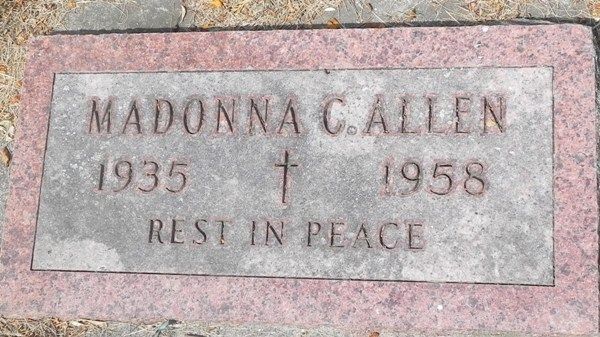 MADONNA C. ALLEN
1935 1958
REST IN PEACE